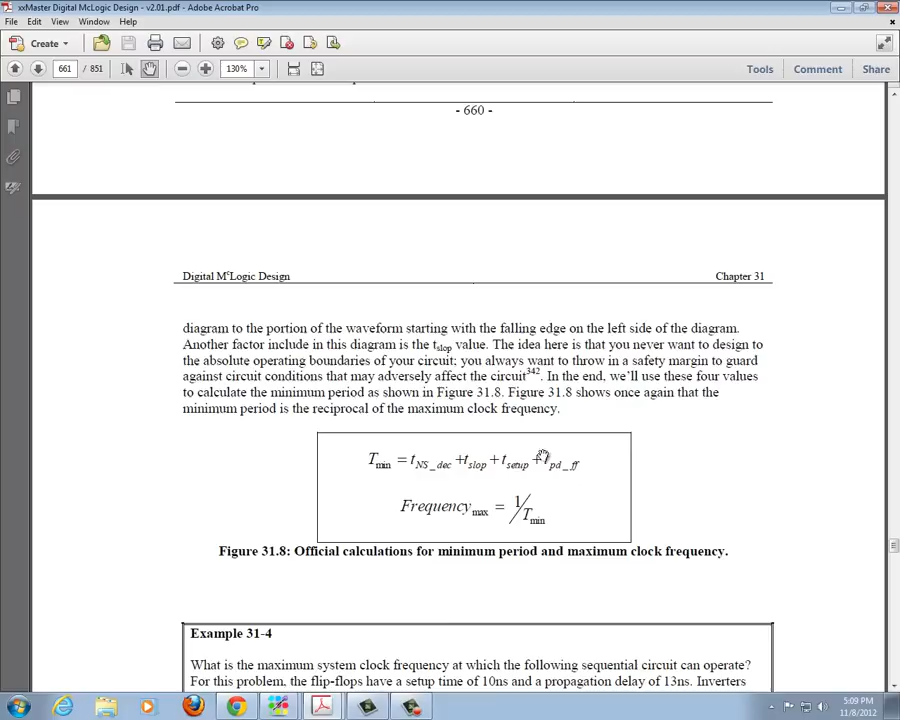 xxMaster Digital McLogic Design - v2.01.pdf - Adobe Acrobat Pro
File Edit View Window Help
Create
661 / 851 130% Tools Comment Share
- 660 -
Digital McLogic Design Chapter 31
diagram to the portion of the waveform starting with the falling edge on the left side of the diagram.
Another factor include in this diagram is the tslop value. The idea here is that you never want to design to
the absolute operating boundaries of your circuit; you always want to throw in a safety margin to guard
against circuit conditions that may adversely affect the circuit342. In the end, we'll use these four values
to calculate the minimum period as shown in Figure 31.8. Figure 31.8 shows once again that the
minimum period is the reciprocal of the maximum clock frequency.
Tmin = tNS_dec + tslop + tsetup + tpd_ff
Frequencymax = 1/Tmin
Figure 31.8: Official calculations for minimum period and maximum clock frequency.
Example 31-4
What is the maximum system clock frequency at which the following sequential circuit can operate?
For this problem, the flip-flops have a setup time of 10ns and a propagation delay of 13ns. Inverters
5:09 PM
11/8/2012